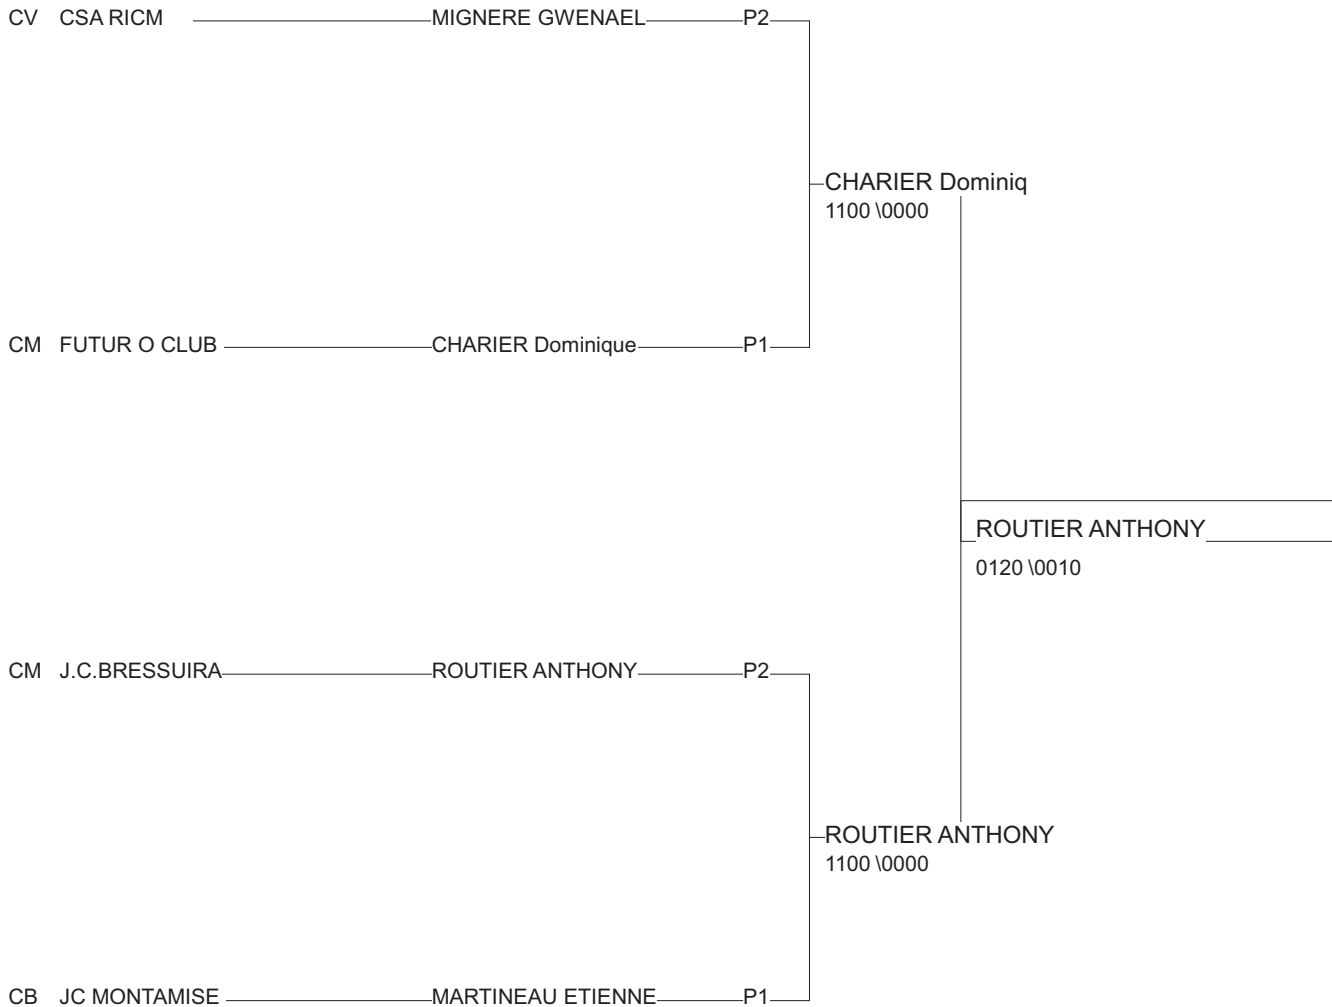 CV CSA RICM MIGNERE GWENAEL P2
CHARIER Dominiq
1100 \0000
CM FUTUR O CLUB CHARIER Dominique P1
ROUTIER ANTHONY
0120 \0010
CM J.C.BRESSUIRA ROUTIER ANTHONY P2
ROUTIER ANTHONY
1100 \0000
CB JC MONTAMISE MARTINEAU ETIENNE P1